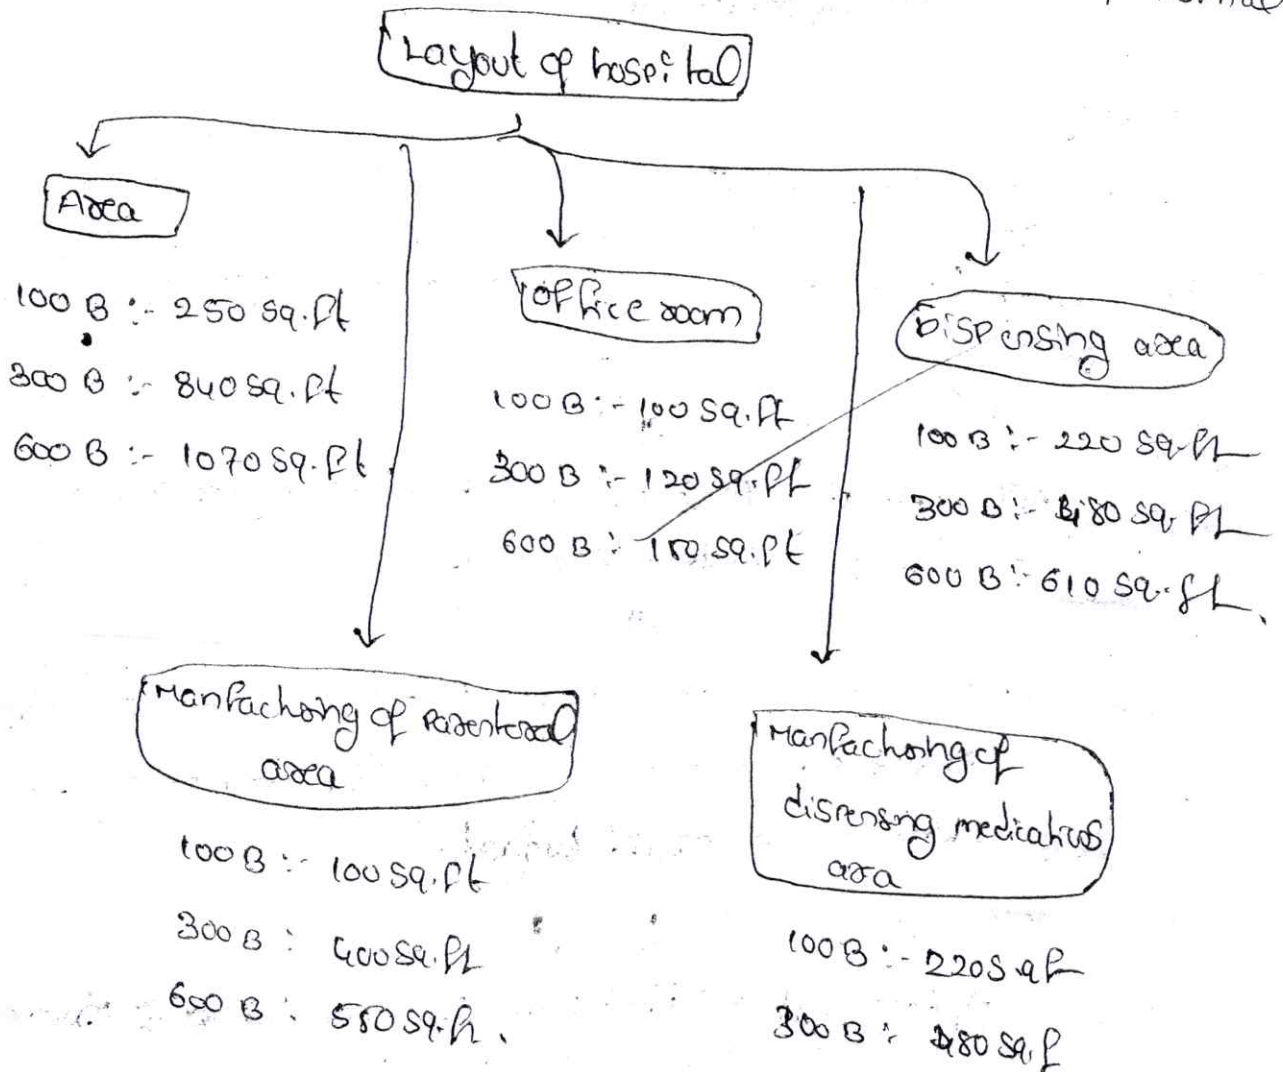 Layout of hospital
Area
100 B :- 250 sq.ft
300 B :- 840 sq.ft
600 B :- 1070 sq.ft
Office room
100 B :- 100 sq.ft
300 B :- 120 sq.ft
600 B : 150 sq.ft
Dispensing area
100 B :- 220 sq.ft
300 B :- 480 sq.ft
600 B :- 610 sq.ft.
Manfacturing of Parenteral
area
100 B :- 100 sq.ft
300 B : 400 sq.ft
600 B : 550 sq.ft.
Manfacturing of
dispensing medications
area
100 B :- 220 S.qft
300 B : 480 sq.f